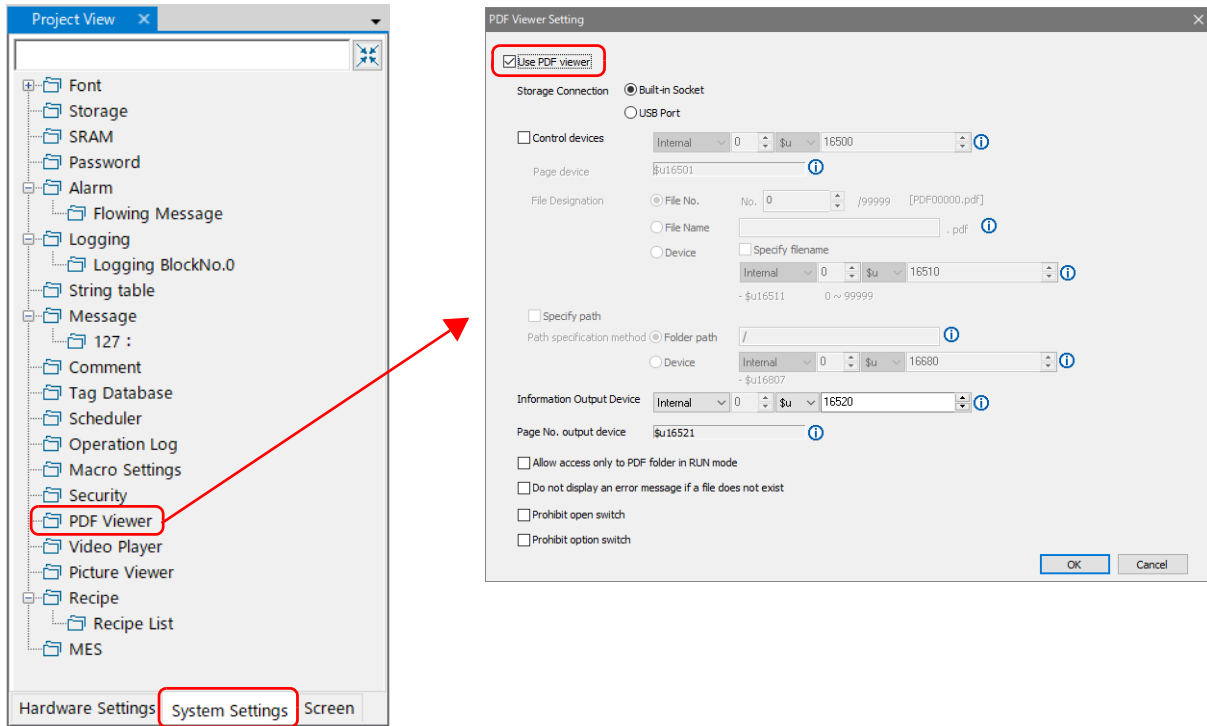 Project View
Font
Storage
SRAM
Password
Alarm
Flowing Message
Logging
Logging BlockNo.0
String table
Message
127 :
Comment
Tag Database
Scheduler
Operation Log
Macro Settings
Security
PDF Viewer
Video Player
Picture Viewer
Recipe
Recipe List
MES
Hardware Settings System Settings Screen
PDF Viewer Setting
Use PDF viewer
Storage Connection Built-in Socket
USB Port
Control devices Internal 0 $u 16500
Page device $u16501
File Designation File No. No. 0 /99999 [PDF00000.pdf]
File Name . pdf
Device Specify filename
Internal 0 $u 16510
- $u16511 0 ~ 99999
Specify path
Path specification method Folder path /
Device Internal 0 $u 16680
- $u16807
Information Output Device Internal 0 $u 16520
Page No. output device $u16521
Allow access only to PDF folder in RUN mode
Do not display an error message if a file does not exist
Prohibit open switch
Prohibit option switch
OK Cancel